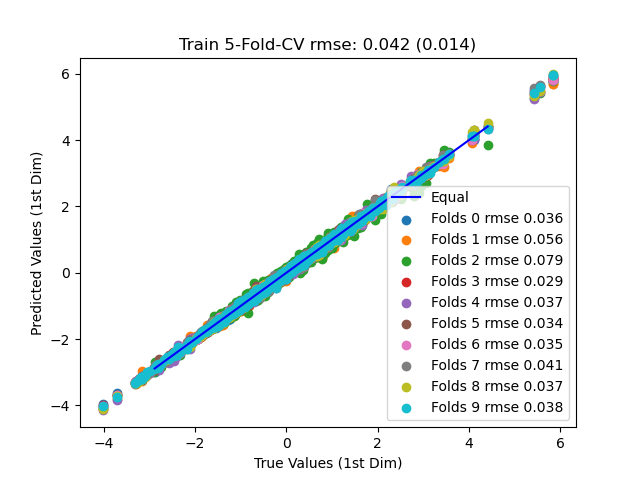 Train 5-Fold-CV rmse: 0.042 (0.014)
Predicted Values (1st Dim)
6
4
2
0
−2
−4
Equal
Folds 0 rmse 0.036
Folds 1 rmse 0.056
Folds 2 rmse 0.079
Folds 3 rmse 0.029
Folds 4 rmse 0.037
Folds 5 rmse 0.034
Folds 6 rmse 0.035
Folds 7 rmse 0.041
Folds 8 rmse 0.037
Folds 9 rmse 0.038
−4 −2 0 2 4 6
True Values (1st Dim)